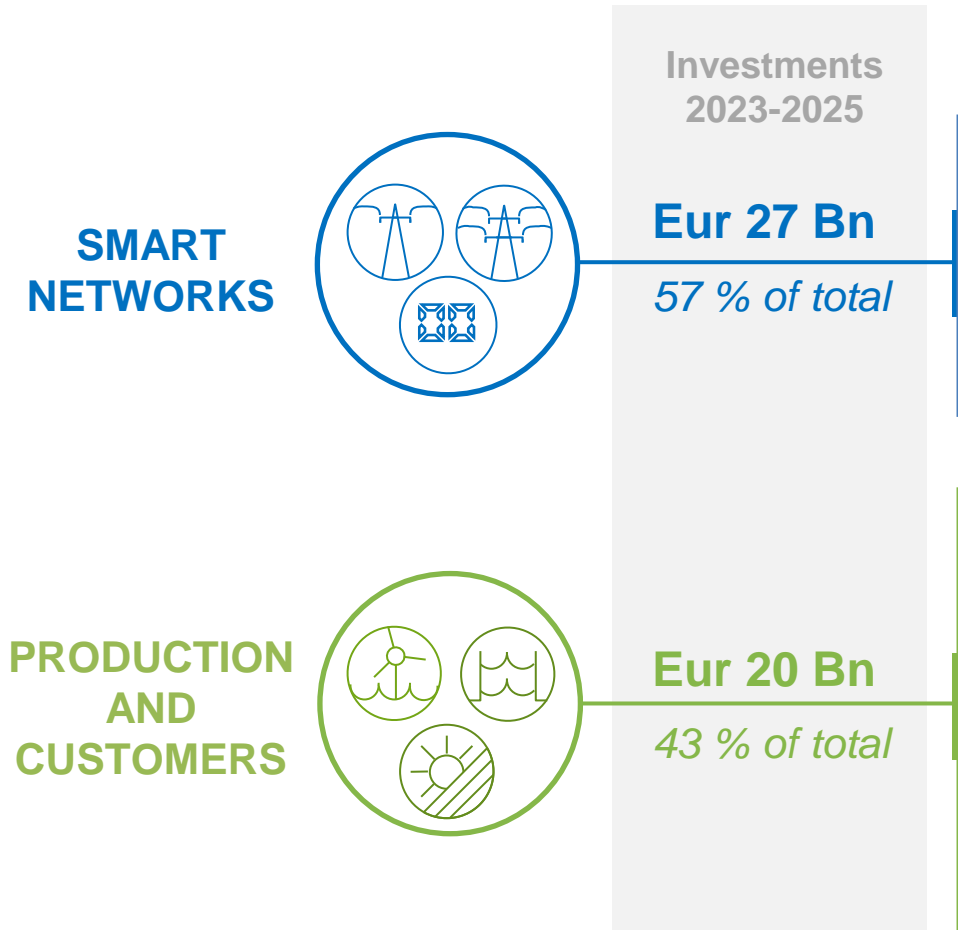 Investments
2023-2025
SMART
NETWORKS
Eur 27 Bn
57 % of total
PRODUCTION
AND
CUSTOMERS
Eur 20 Bn
43 % of total